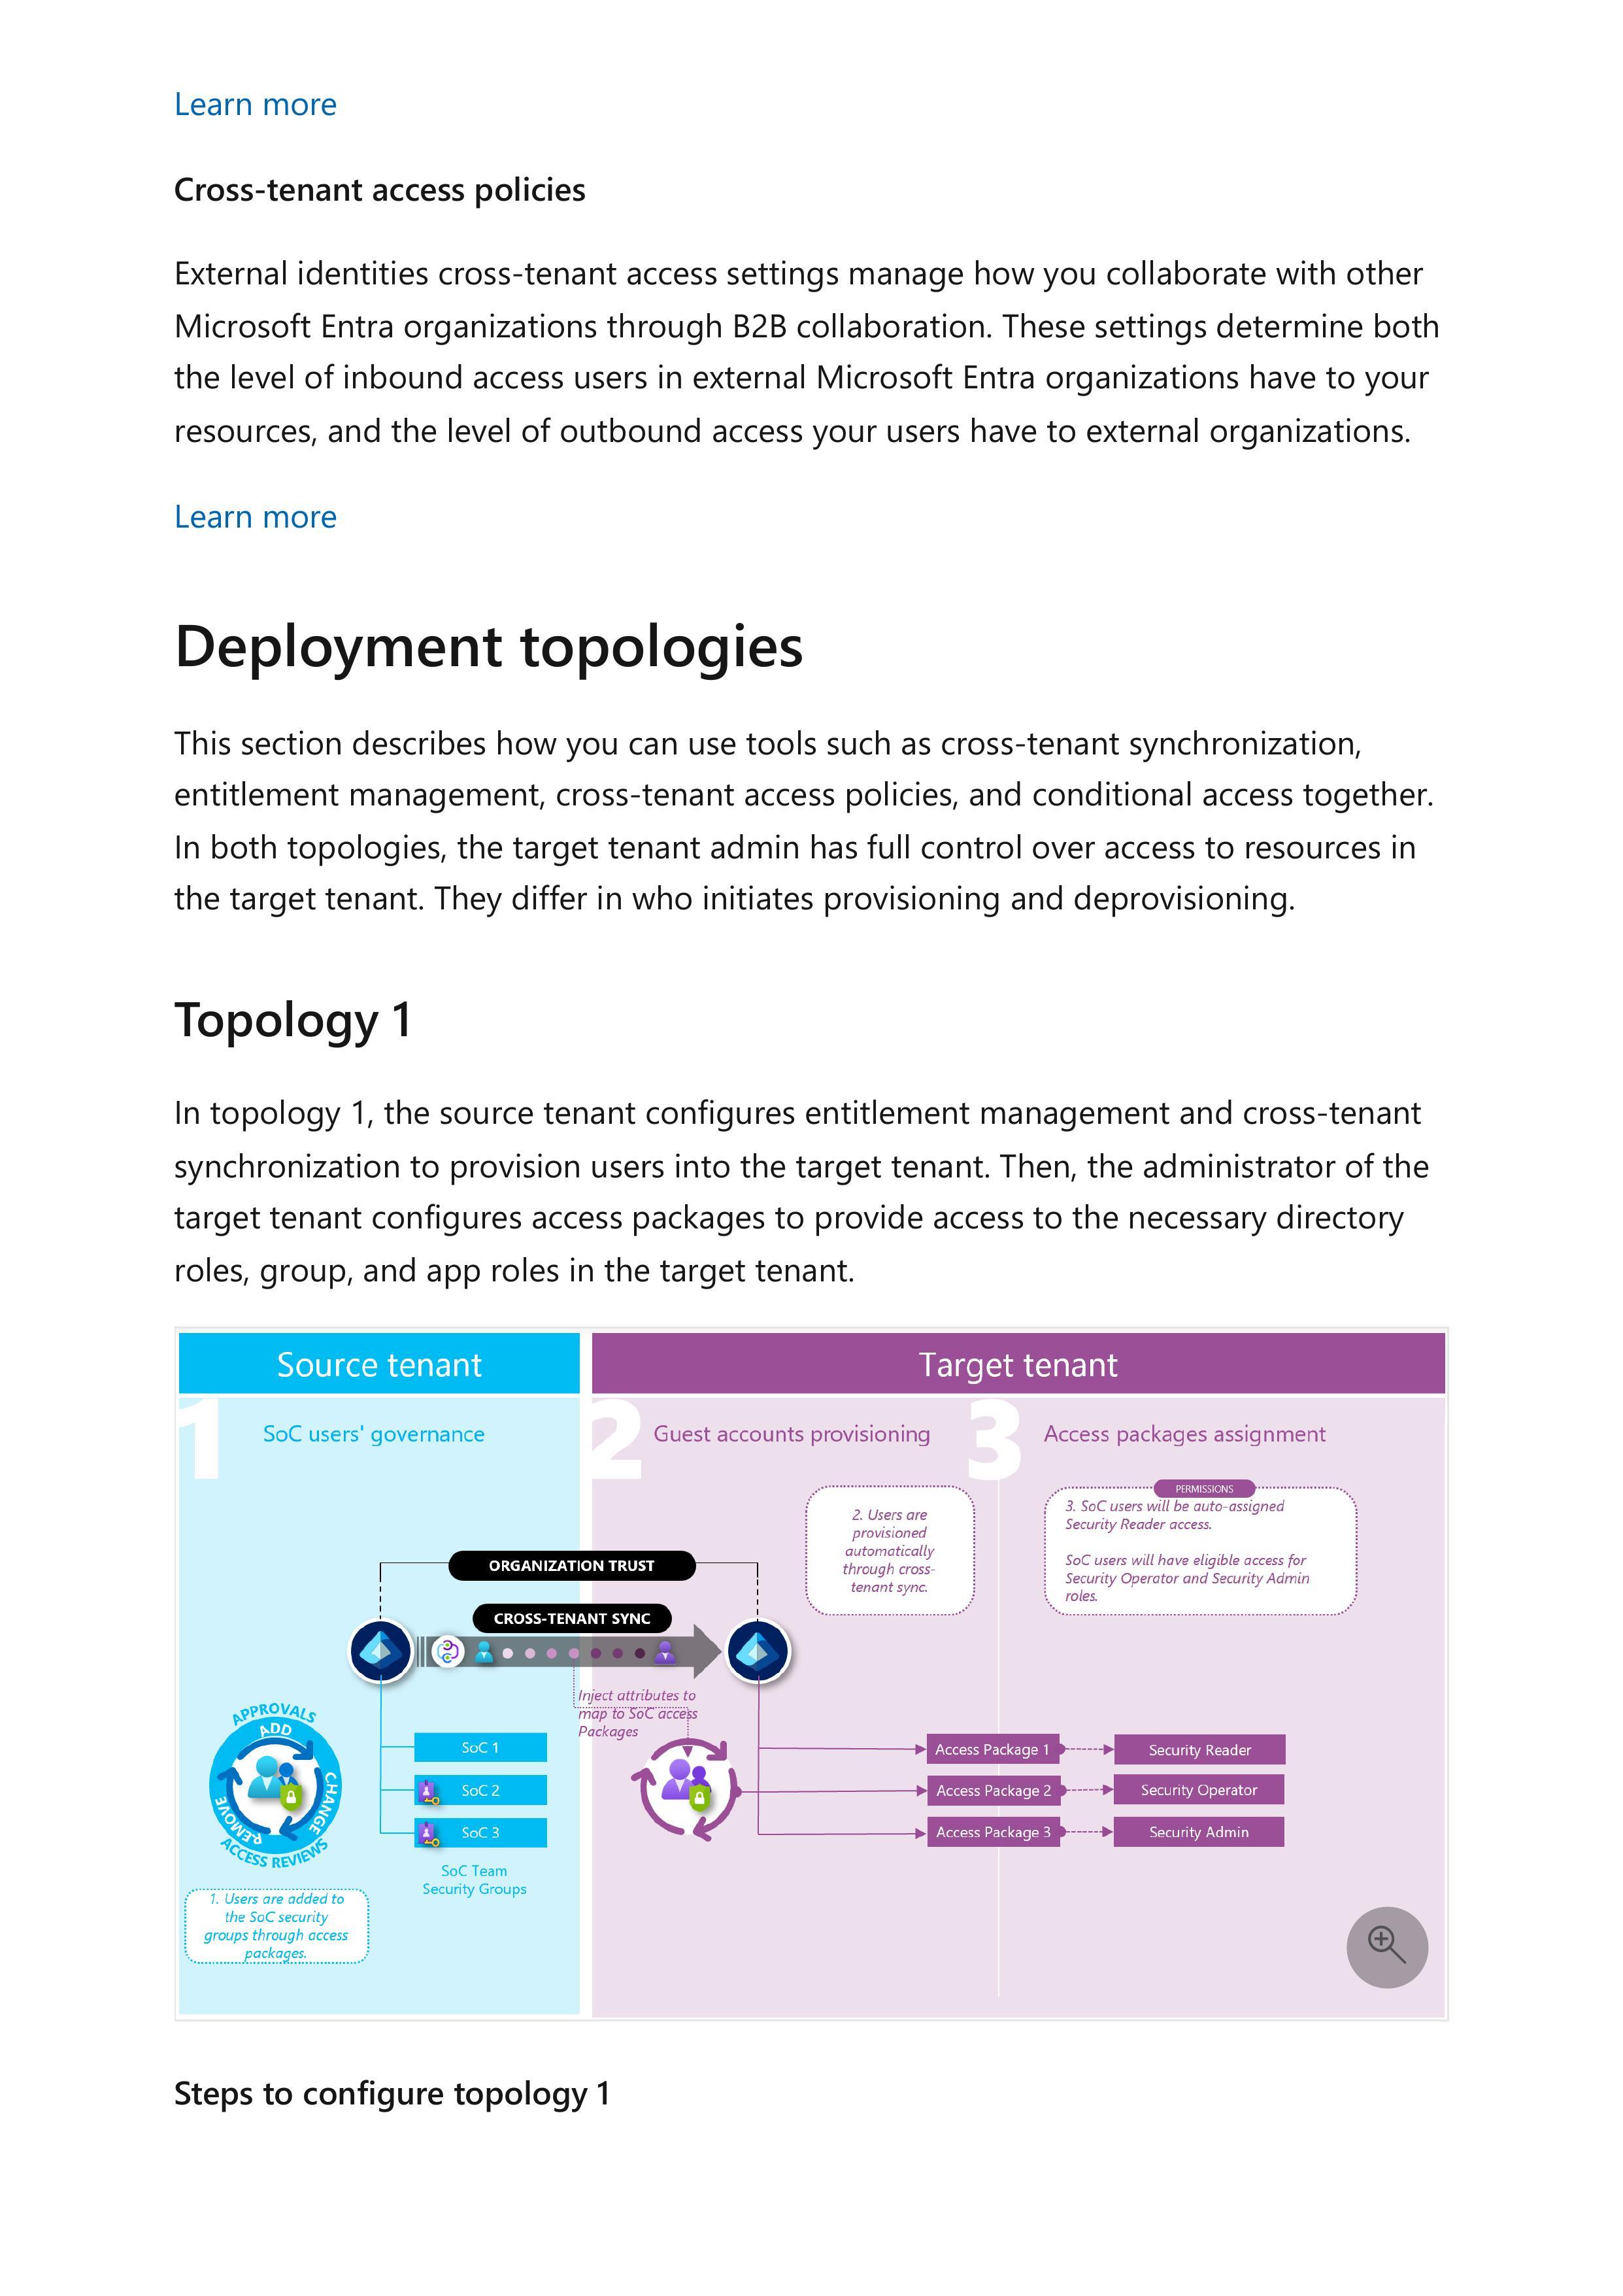 Learn more
Cross-tenant access policies
External identities cross-tenant access settings manage how you collaborate with other
Microsoft Entra organizations through B2B collaboration. These settings determine both
the level of inbound access users in external Microsoft Entra organizations have to your
resources, and the level of outbound access your users have to external organizations.
Learn more
Deployment topologies
This section describes how you can use tools such as cross-tenant synchronization,
entitlement management, cross-tenant access policies, and conditional access together.
In both topologies, the target tenant admin has full control over access to resources in
the target tenant. They differ in who initiates provisioning and deprovisioning.
Topology 1
In topology 1, the source tenant configures entitlement management and cross-tenant
synchronization to provision users into the target tenant. Then, the administrator of the
target tenant configures access packages to provide access to the necessary directory
roles, group, and app roles in the target tenant.
Source tenant
Target tenant
1
SoC users' governance
2
Guest accounts provisioning
3
Access packages assignment
2. Users are
provisioned
automatically
through cross-
tenant sync.
PERMISSIONS
3. SoC users will be auto-assigned
Security Reader access.
SoC users will have eligible access for
Security Operator and Security Admin
roles.
ORGANIZATION TRUST
CROSS-TENANT SYNC
Inject attributes to
map to SoC access
Packages
APPROVALS
ADD
CHANGE
REMOVE
ACCESS REVIEWS
SoC 1
SoC 2
SoC 3
SoC Team
Security Groups
1. Users are added to
the SoC security
groups through access
packages.
Access Package 1
Security Reader
Access Package 2
Security Operator
Access Package 3
Security Admin
Steps to configure topology 1